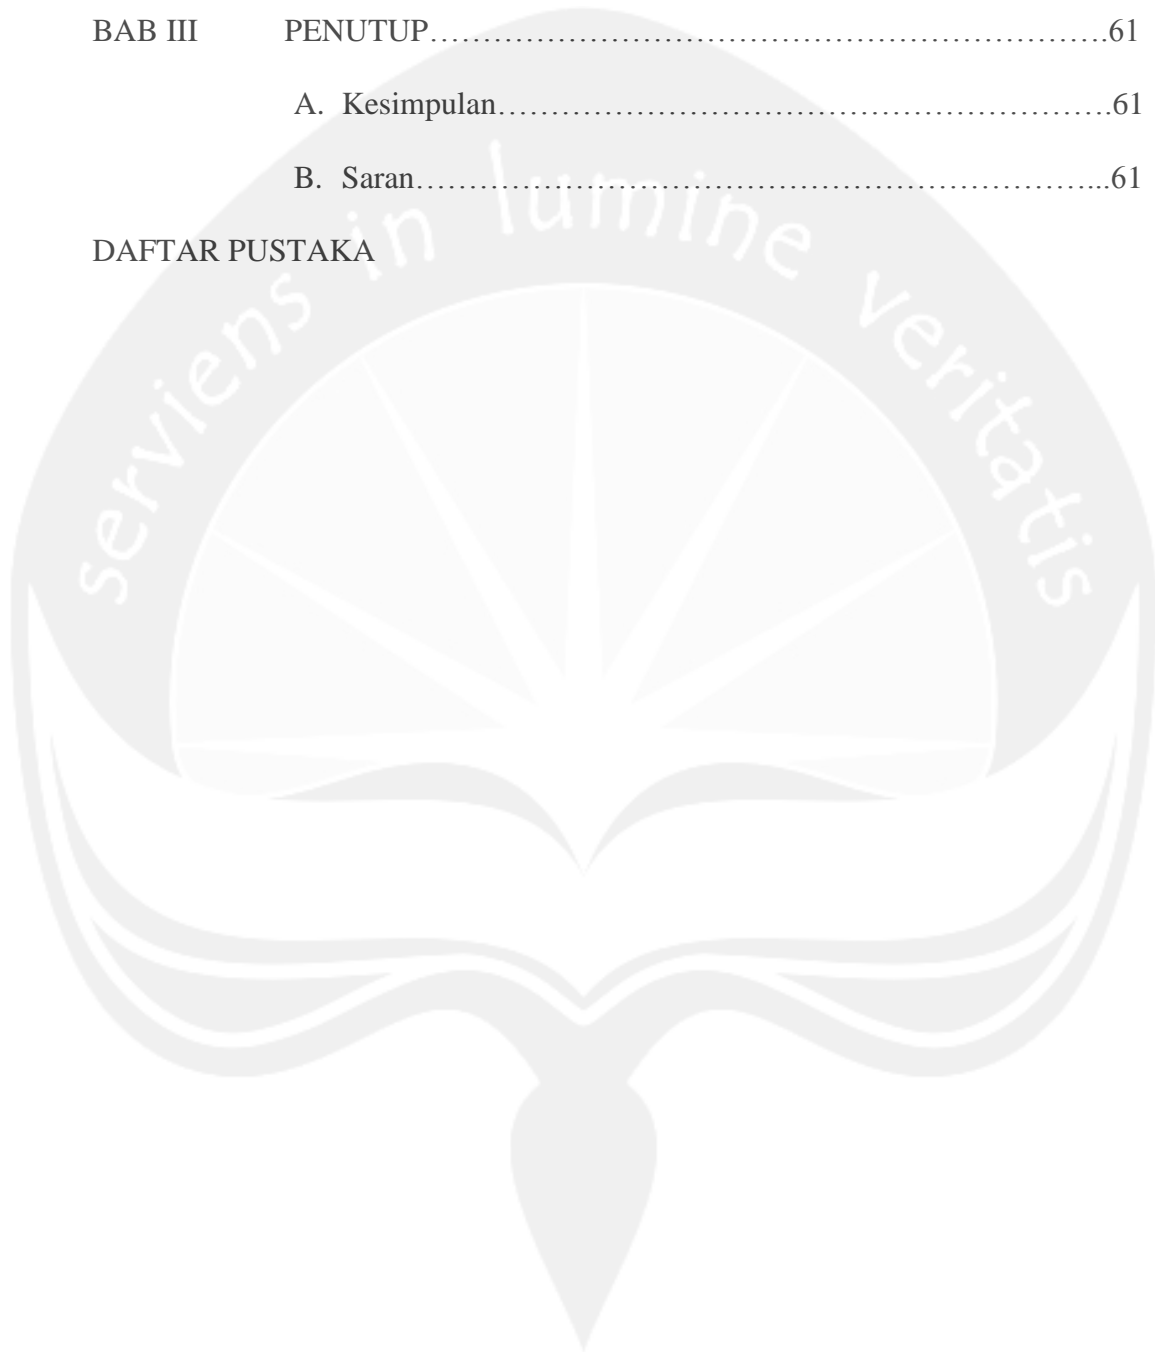 BAB III PENUTUP……………………………………………………………….61
A. Kesimpulan………………………………………………………….61
B. Saran………………………………………………………………...61
DAFTAR PUSTAKA
serviens in lumine veritatis